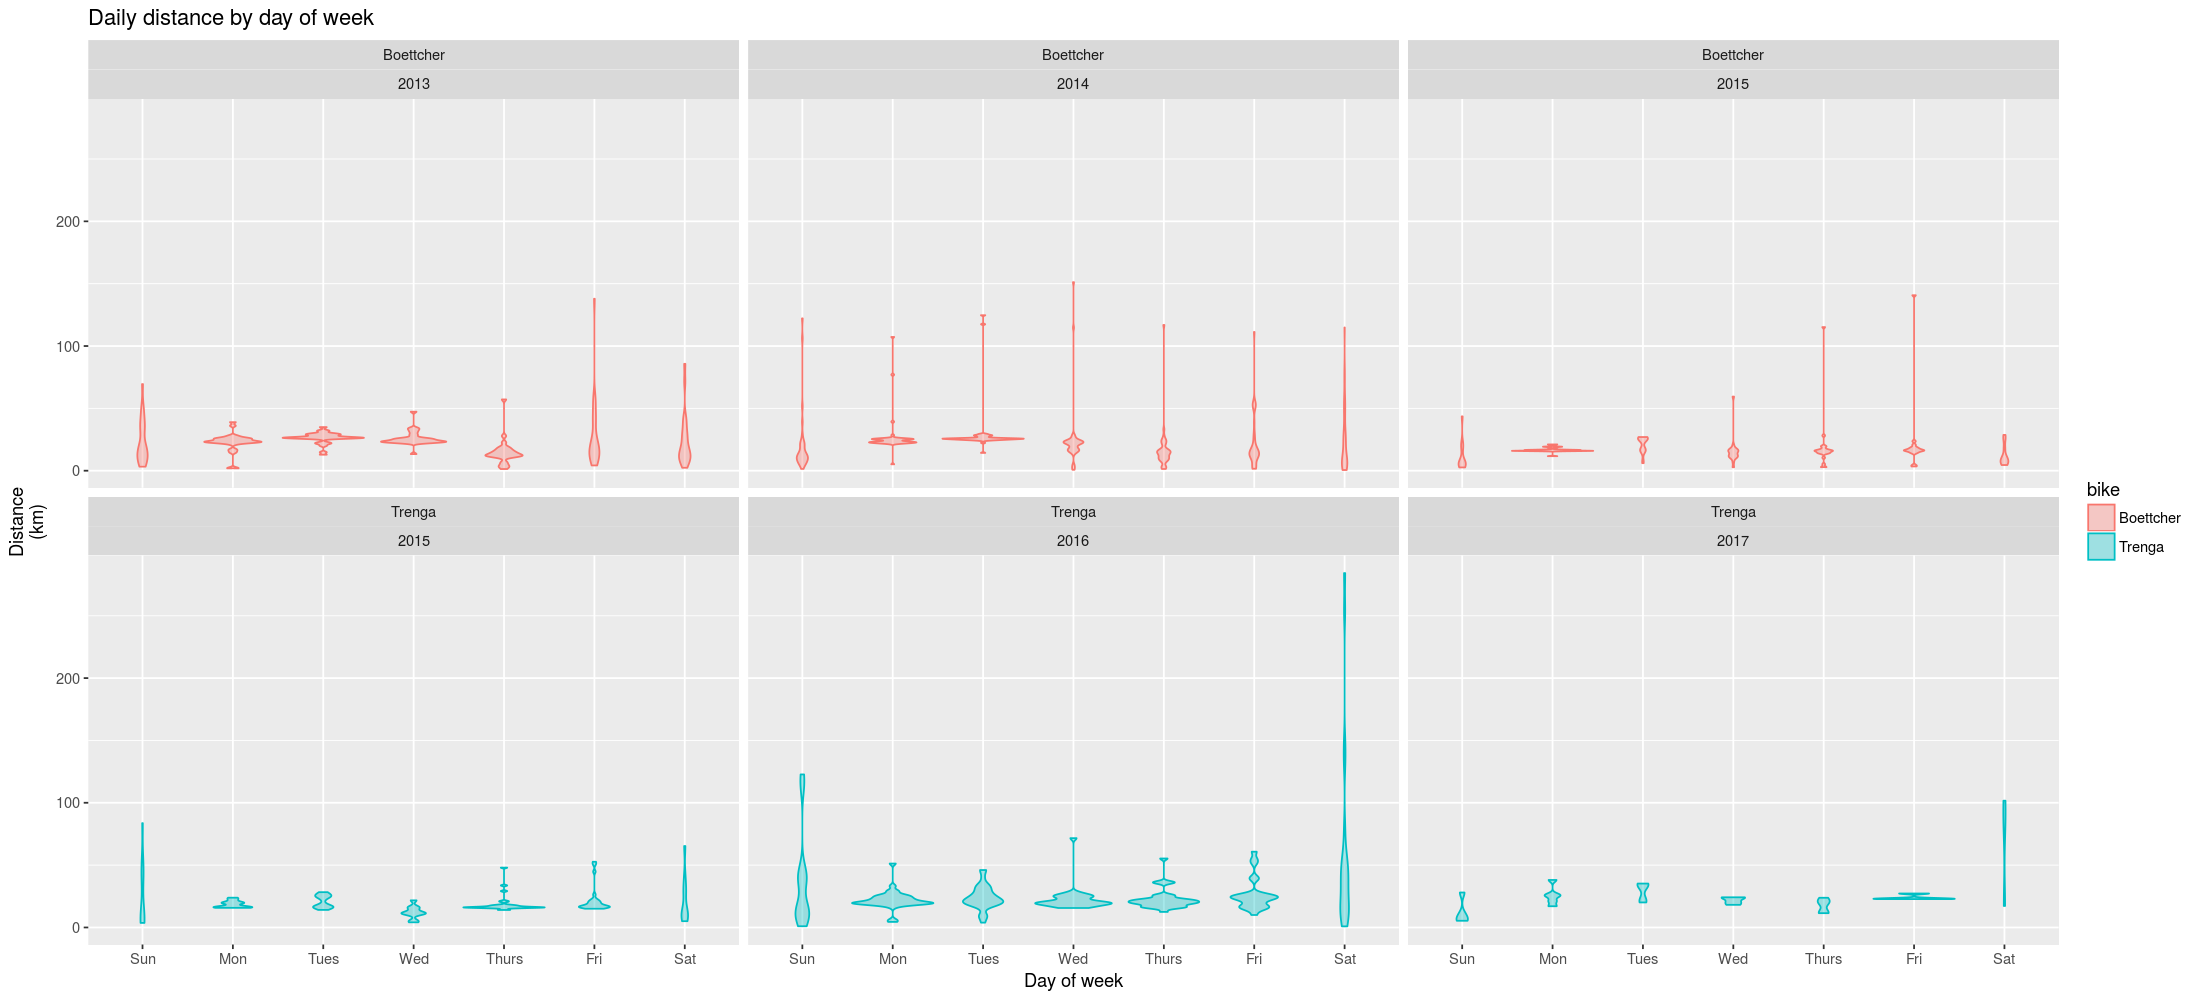 Daily distance by day of week
Boettcher
2013
Boettcher
2014
Boettcher
2015
200
100
0
Trenga
2015
Trenga
2016
Trenga
2017
200
100
0
Sun Mon Tues Wed Thurs Fri Sat
Sun Mon Tues Wed Thurs Fri Sat
Sun Mon Tues Wed Thurs Fri Sat
Day of week
Distance
(km)
bike
Boettcher
Trenga